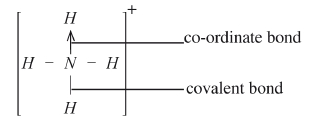 H
+
co-ordinate bond
H – N – H
covalent bond
H